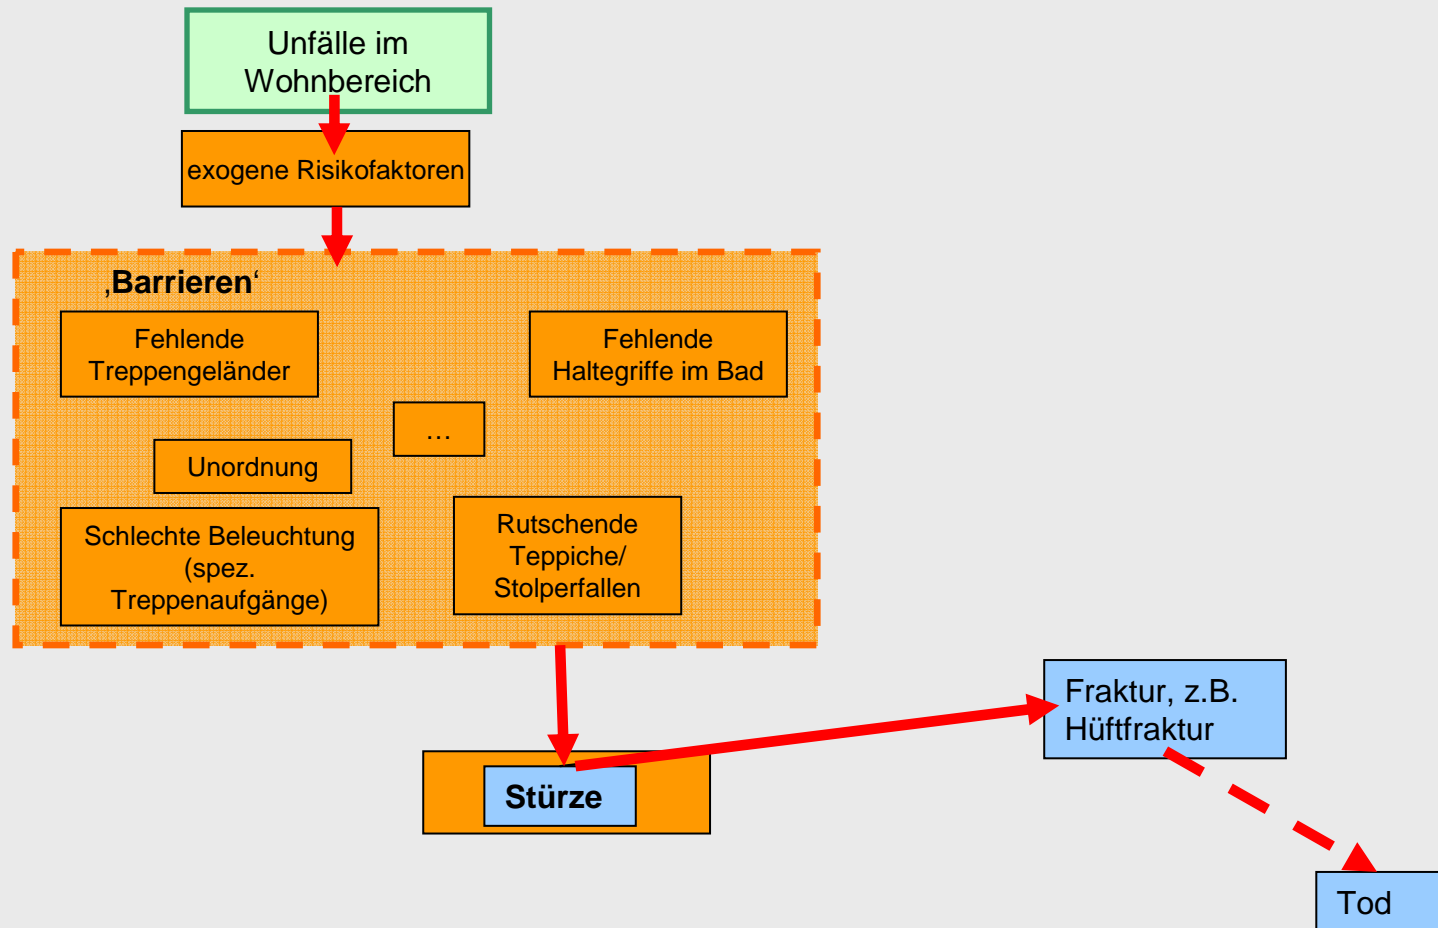 Unfälle im
Wohnbereich
exogene Risikofaktoren
‚Barrieren‘
Fehlende
Treppengeländer
Fehlende
Haltegriffe im Bad
…
Unordnung
Schlechte Beleuchtung
(spez.
Treppenaufgänge)
Rutschende
Teppiche/
Stolperfallen
Fraktur, z.B.
Hüftfraktur
Stürze
Tod